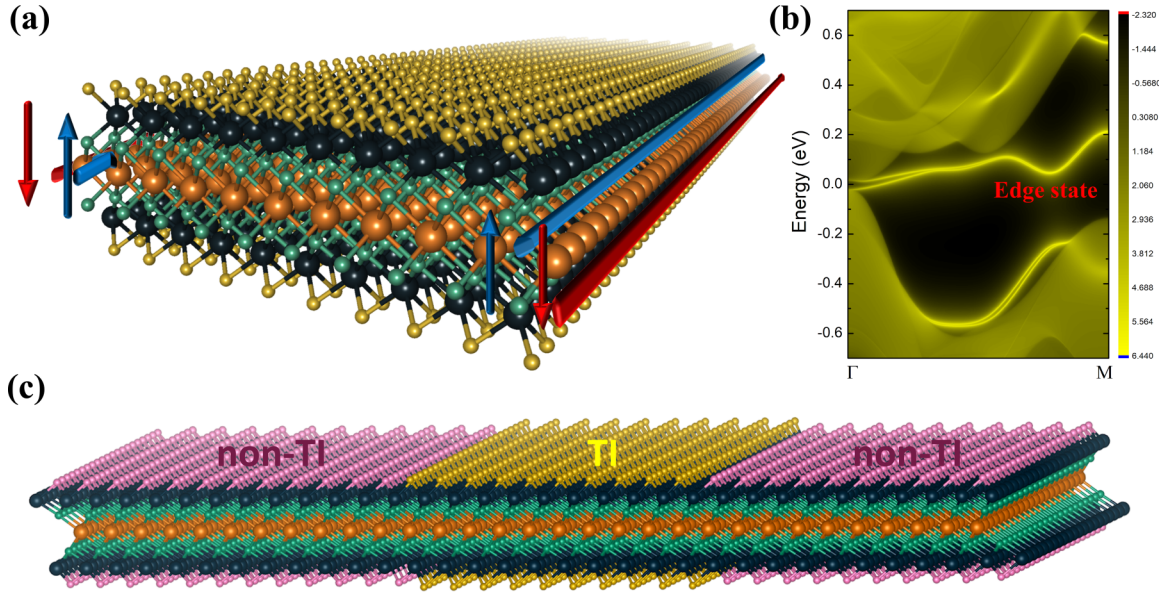 (a)
(b)
Energy (eV)
0.6
0.4
0.2
0.0
-0.2
-0.4
-0.6
Edge state
Γ
M
-2.320
-1.444
-0.5680
0.3080
1.184
2.060
2.936
3.812
4.688
5.564
6.440
(c)
non-TI
TI
non-TI